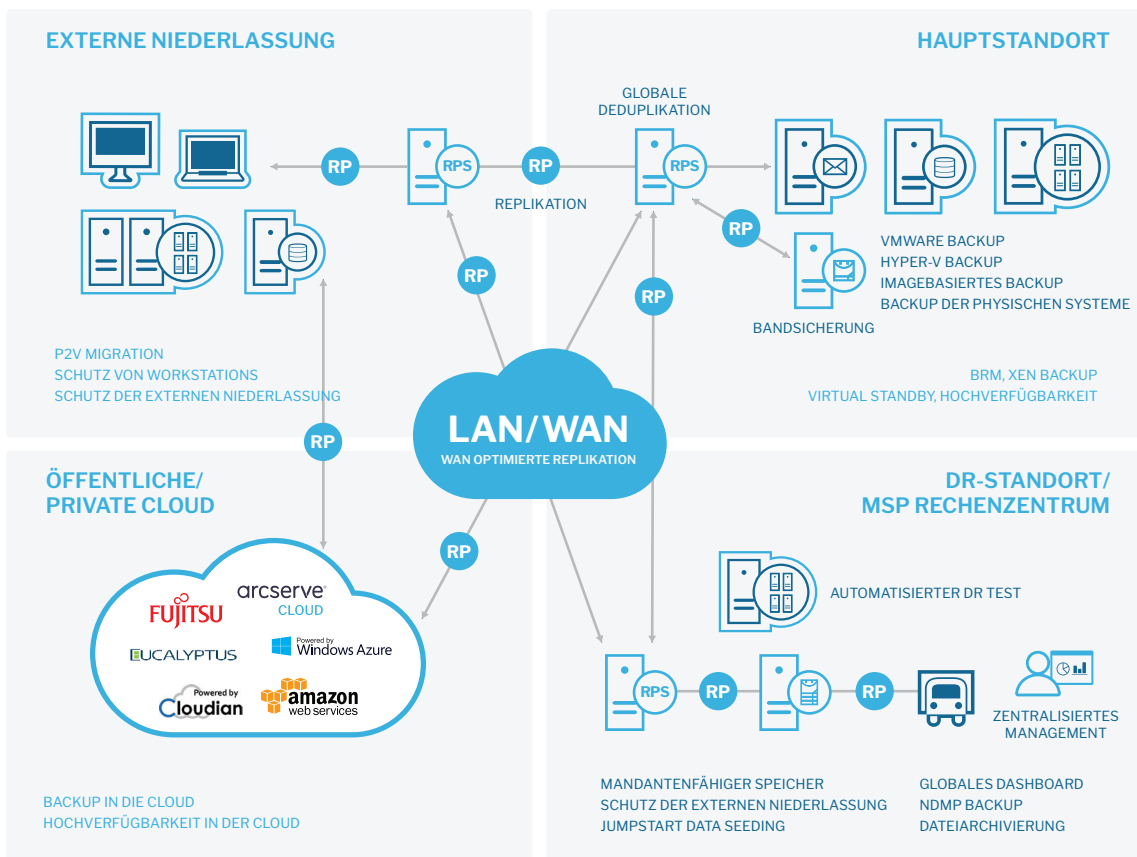 EXTERNE NIEDERLASSUNG
RP
RPS
RP
REPLIKATION
RP
P2V MIGRATION
SCHUTZ VON WORKSTATIONS
SCHUTZ DER EXTERNEN NIEDERLASSUNG
RP
HAUPTSTANDORT
GLOBALE
DEDUPLIKATION
RPS
RP
RP
BANDSICHERUNG
VMWARE BACKUP
HYPER-V BACKUP
IMAGEBASIERTES BACKUP
BACKUP DER PHYSISCHEN SYSTEME
BRM, XEN BACKUP
VIRTUAL STANDBY, HOCHVERFÜGBARKEIT
LAN/WAN
WAN OPTIMIERTE REPLIKATION
ÖFFENTLICHE/
PRIVATE CLOUD
RP
FUJITSU
arcserve®
CLOUD
EUCALYPTUS
Powered by
Windows Azure
Powered by
Cloudian
amazon
web services
BACKUP IN DIE CLOUD
HOCHVERFÜGBARKEIT IN DER CLOUD
DR-STANDORT/
MSP RECHENZENTRUM
AUTOMATISIERTER DR TEST
RPS
RP
RP
ZENTRALISIERTES
MANAGEMENT
MANDANTENFÄHIGER SPEICHER
SCHUTZ DER EXTERNEN NIEDERLASSUNG
JUMPSTART DATA SEEDING
GLOBALES DASHBOARD
NDMP BACKUP
DATEIARCHIVIERUNG